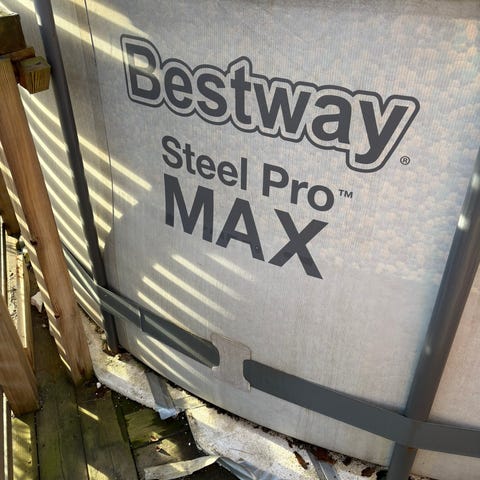 Bestway®
Steel Pro™
MAX